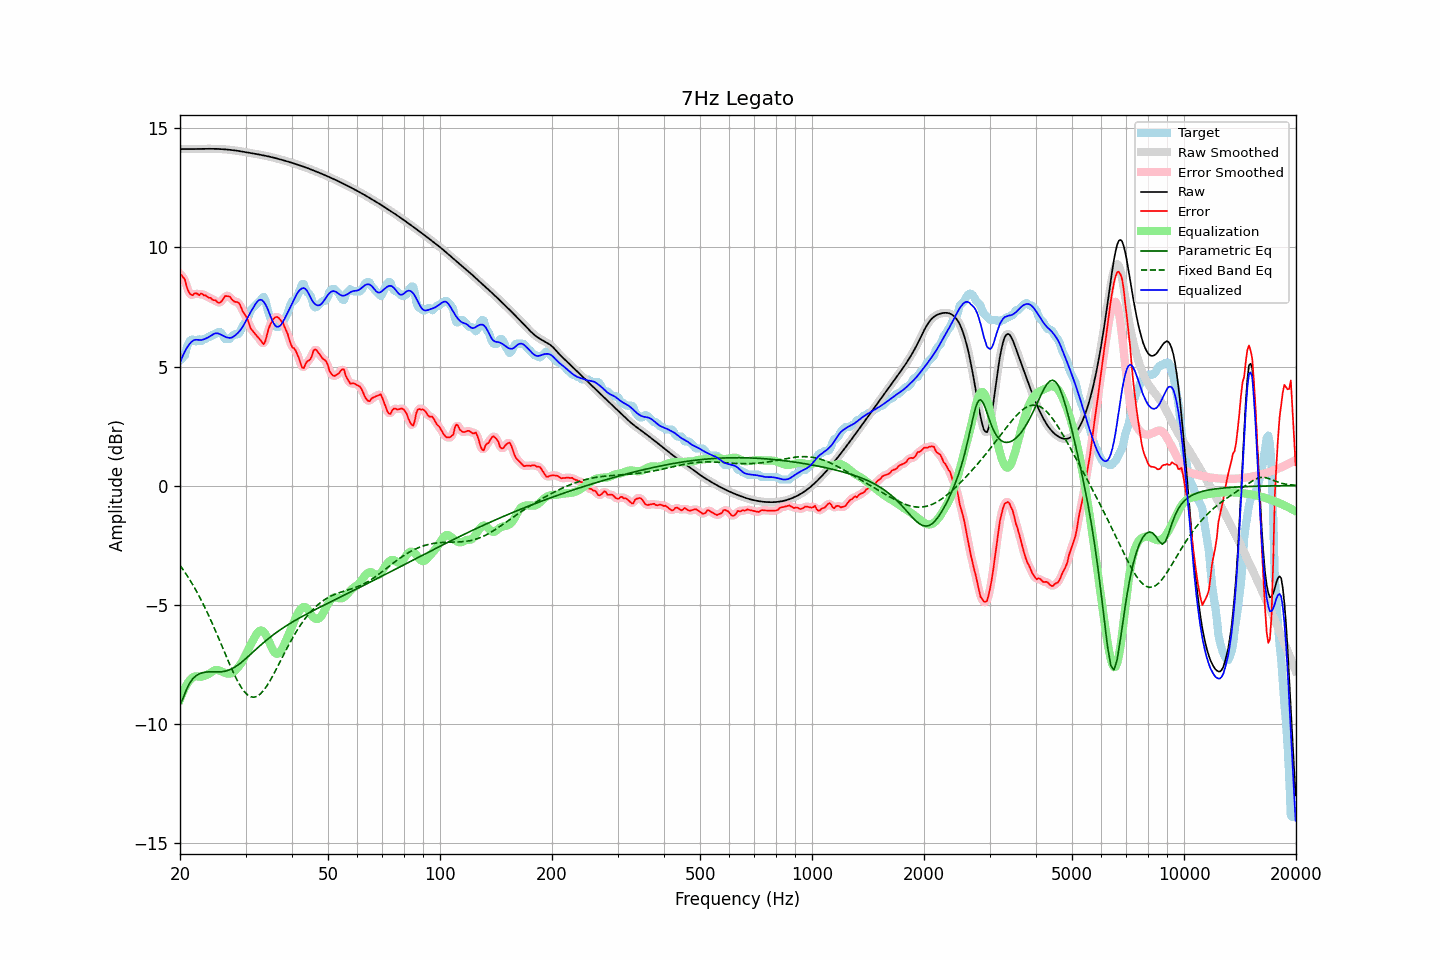 7Hz Legato
Target
Raw Smoothed
Error Smoothed
Raw
Error
Equalization
Parametric Eq
Fixed Band Eq
Equalized
Amplitude (dBr)
15
10
5
0
−5
−10
−15
20 50 100 200 500 1000 2000 5000 10000 20000
Frequency (Hz)